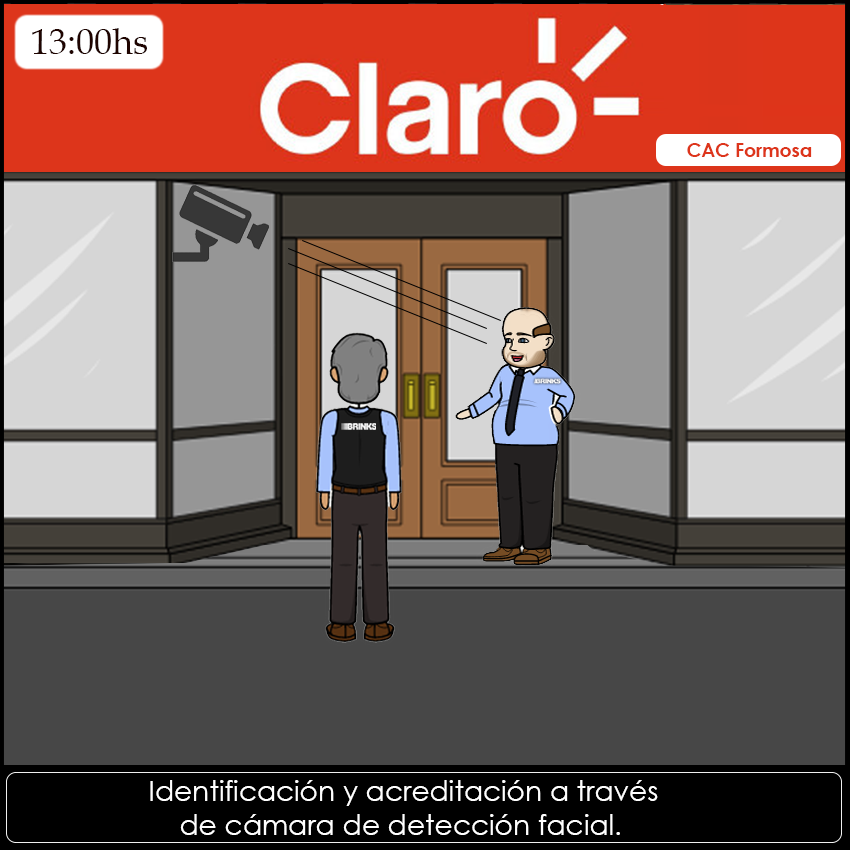 13:00hs
Claro
CAC Formosa
BRINKS
BRINKS
Identificación y acreditación a través
de cámara de detección facial.